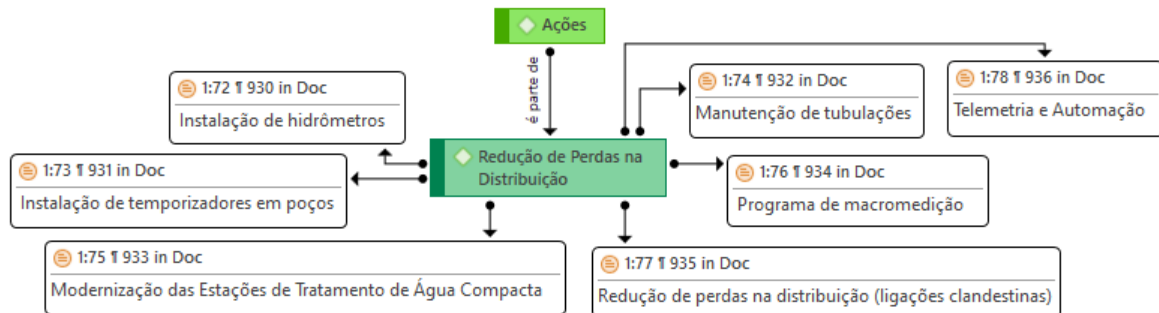 Ações
é parte de
1:72 ¶ 930 in Doc
Instalação de hidrômetros
1:74 ¶ 932 in Doc
Manutenção de tubulações
1:78 ¶ 936 in Doc
Telemetria e Automação
Redução de Perdas na
Distribuição
1:73 ¶ 931 in Doc
Instalação de temporizadores em poços
1:76 ¶ 934 in Doc
Programa de macromedição
1:75 ¶ 933 in Doc
Modernização das Estações de Tratamento de Água Compacta
1:77 ¶ 935 in Doc
Redução de perdas na distribuição (ligações clandestinas)